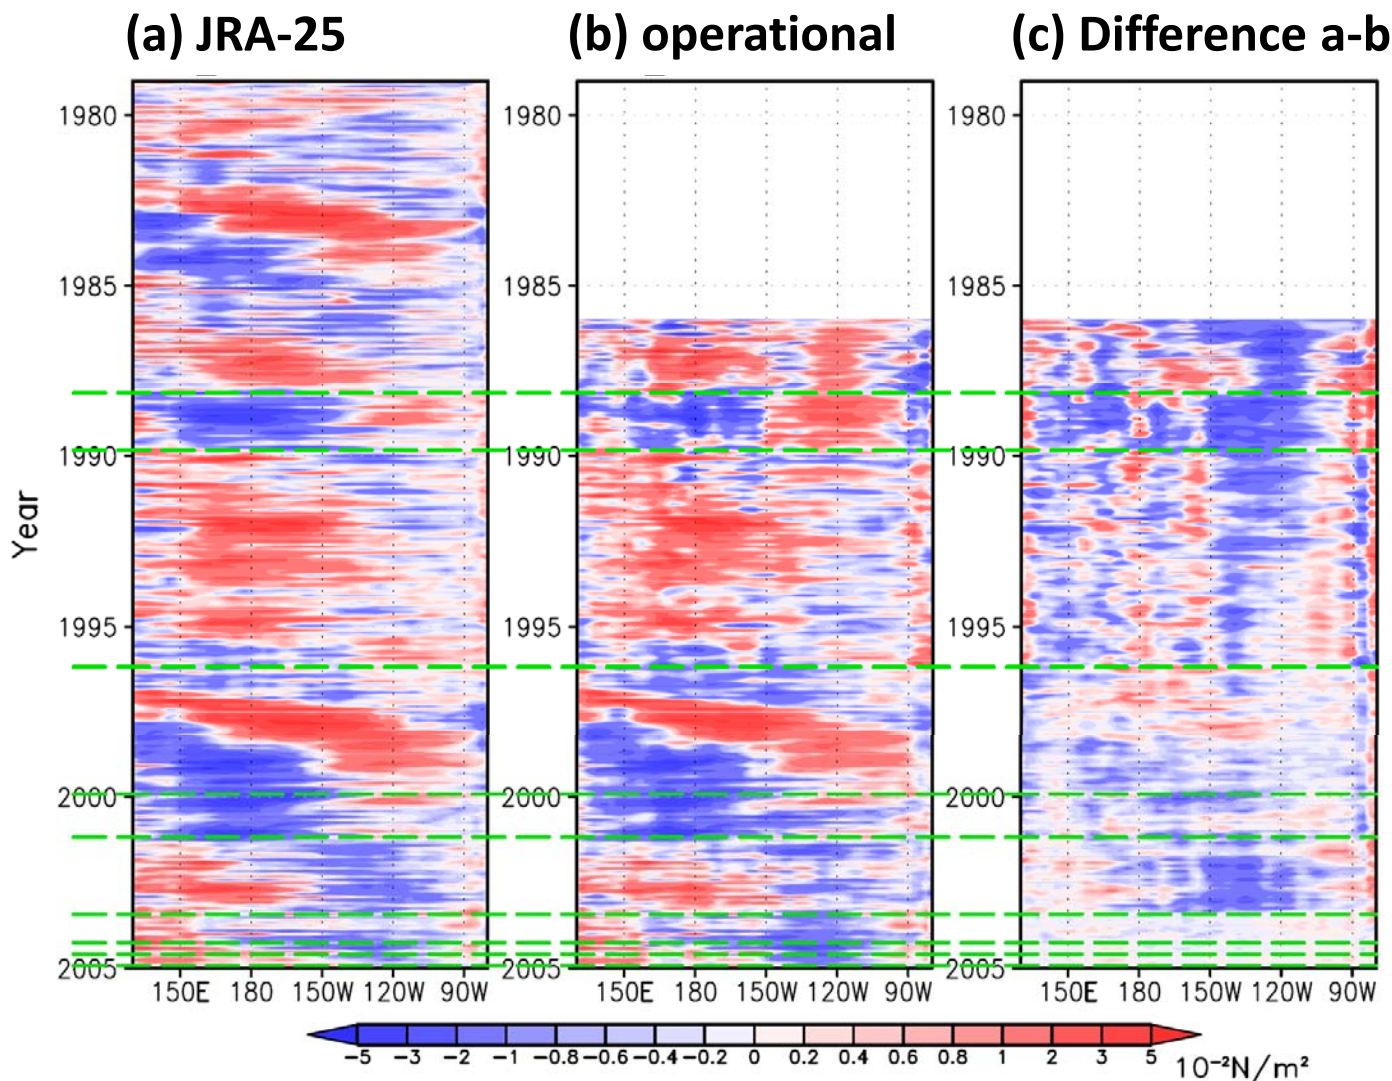 (a) JRA-25 (b) operational (c) Difference a-b
1980 1980 1980
1985 1985 1985
1990 1990 1990
Year
1995 1995 1995
2000 2000 2000
2005 2005 2005
150E 180 150W 120W 90W 150E 180 150W 120W 90W 150E 180 150W 120W 90W
−5 −3 −2 −1 −0.8 −0.6 −0.4 −0.2 0 0.2 0.4 0.6 0.8 1 2 3 5 10⁻²N/m²